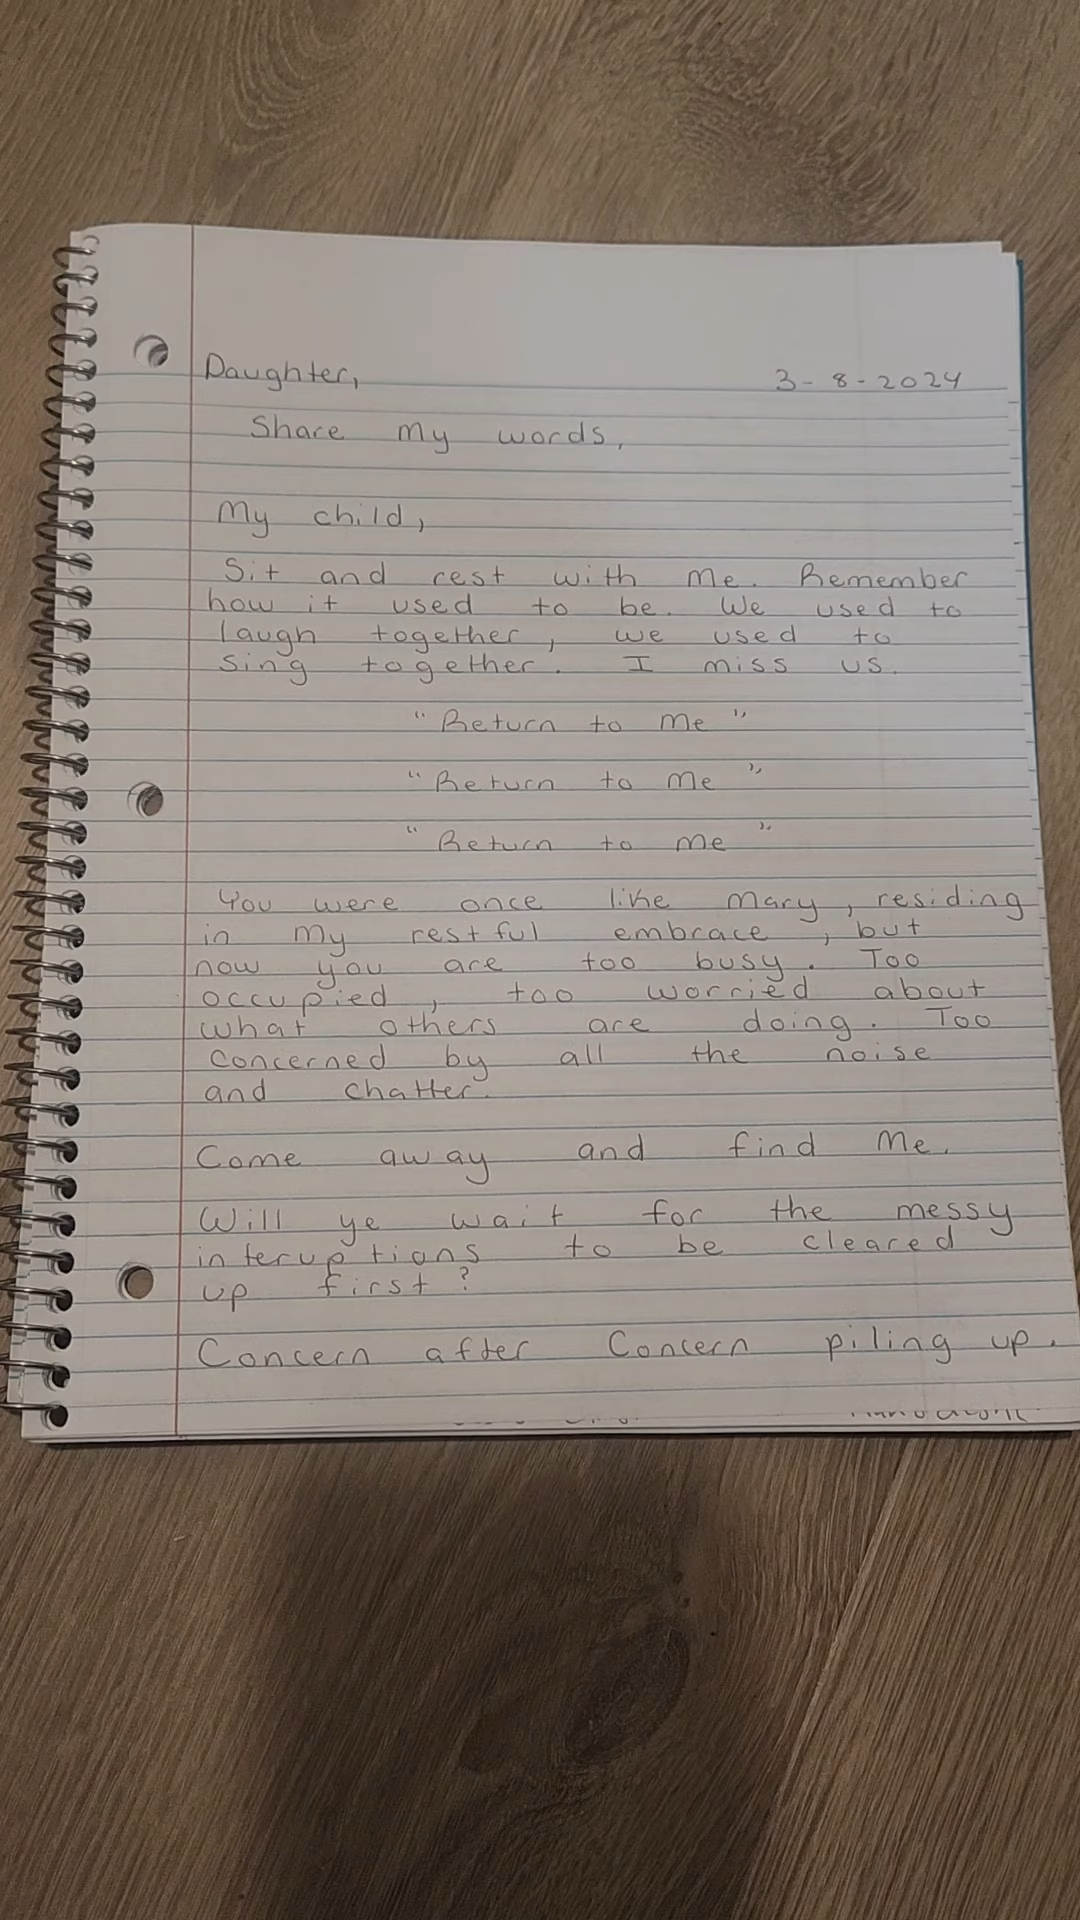 Daughter, 3-8-2024
Share My words,
My child,
Sit and rest with Me. Remember
how it used to be. We used to
laugh together, we used to
sing together. I miss us.
"Return to Me"
"Return to Me"
"Return to Me"
You were once like Mary, residing
in My restful embrace, but
now you are too busy. Too
occupied, too worried about
what others are doing. Too
concerned by all the noise
and chatter.
Come away and find Me.
Will ye wait for the messy
interuptions to be cleared
up first?
Concern after Concern piling up.